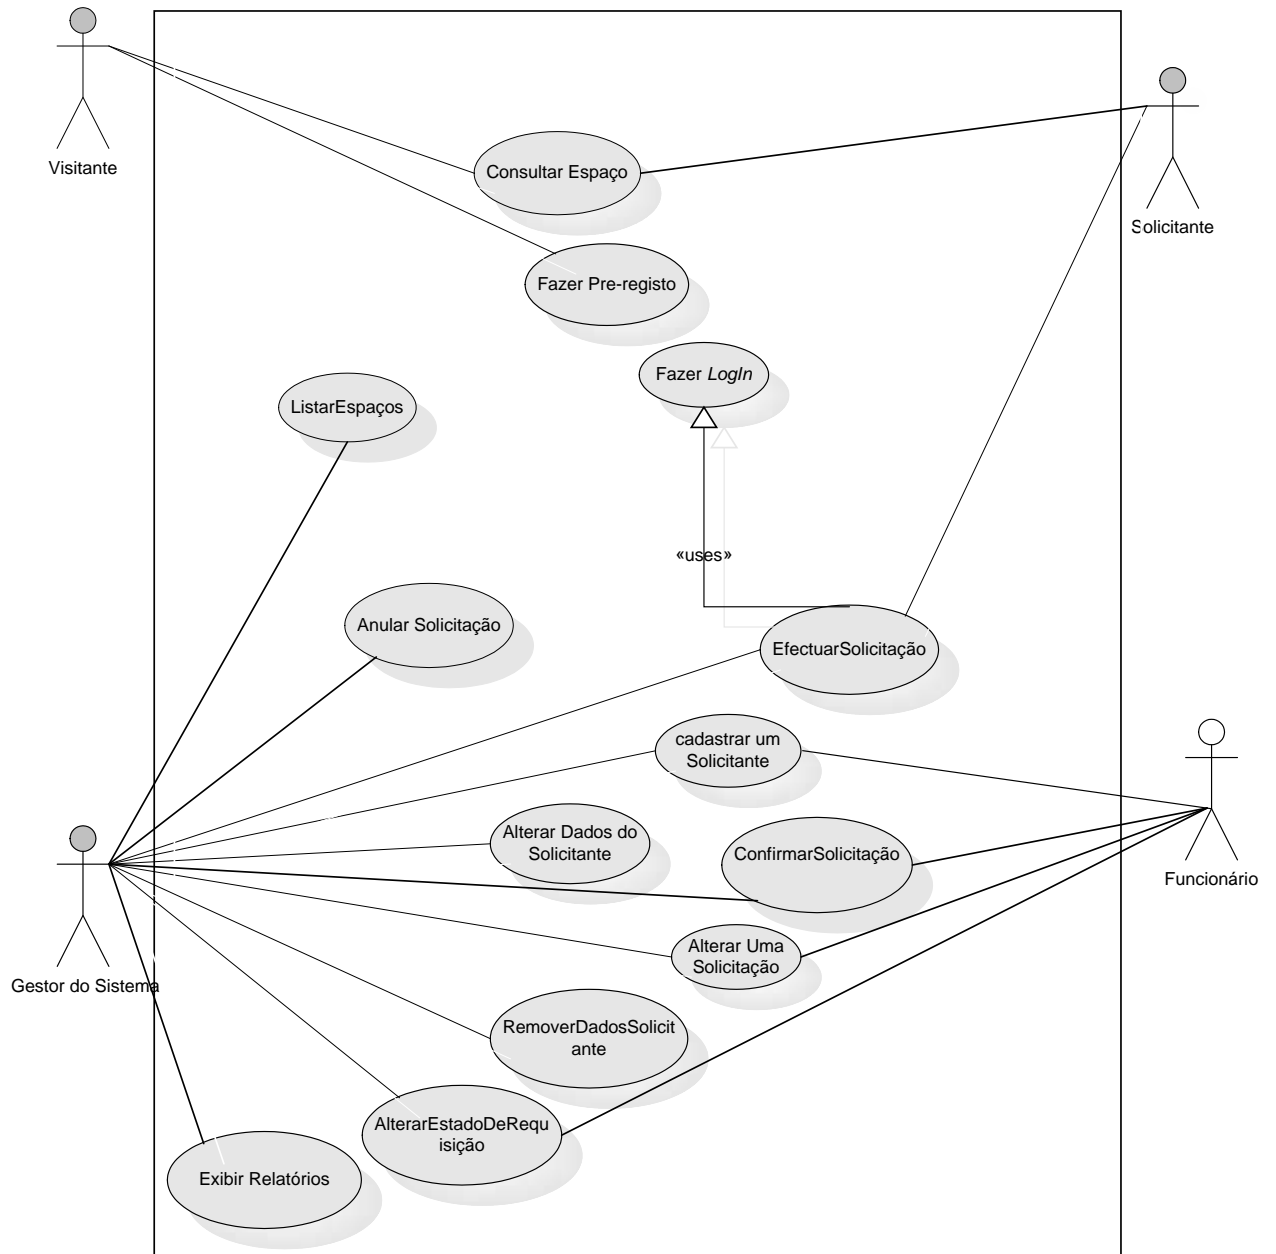 Visitante
Consultar Espaço
Solicitante
Fazer Pre-registo
Fazer LogIn
ListarEspaços
«uses»
Anular Solicitação
EfectuarSolicitação
cadastrar um
Solicitante
Alterar Dados do
Solicitante
ConfirmarSolicitação
Funcionário
Alterar Uma
Solicitação
Gestor do Sistema
RemoverDadosSolicit
ante
AlterarEstadoDeRequ
isição
Exibir Relatórios